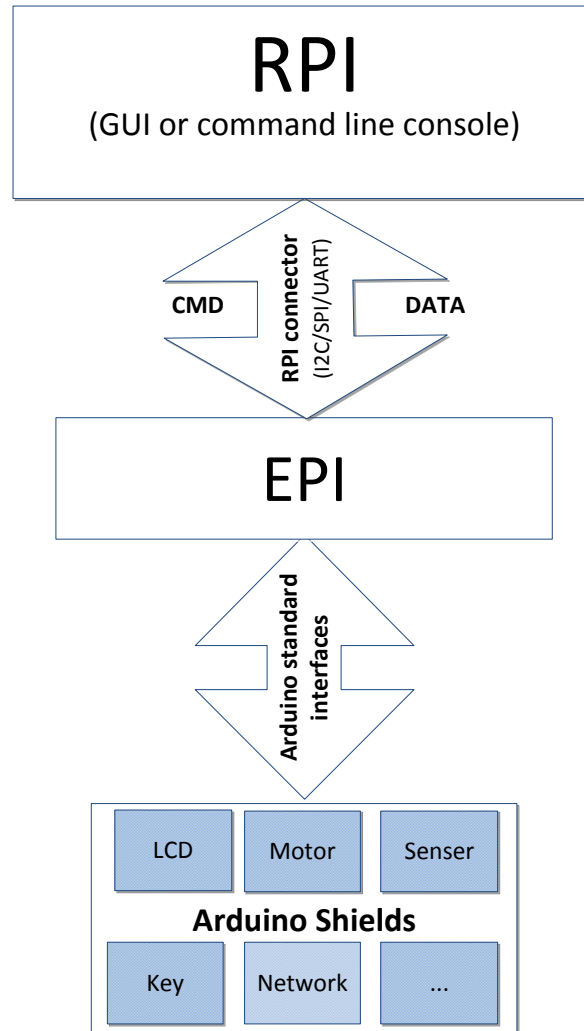 RPI
(GUI or command line console)
CMD
RPI connector
(I2C/SPI/UART)
DATA
EPI
Arduino standard
interfaces
LCD
Motor
Senser
Arduino Shields
Key
Network
...